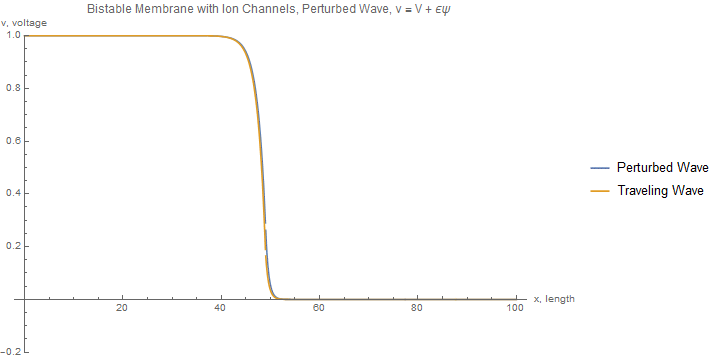 Bistable Membrane with Ion Channels, Perturbed Wave, v = V + ϵψ
v, voltage
1.0
0.8
0.6
0.4
0.2
-0.2
20
40
60
80
100
x, length
Perturbed Wave
Traveling Wave